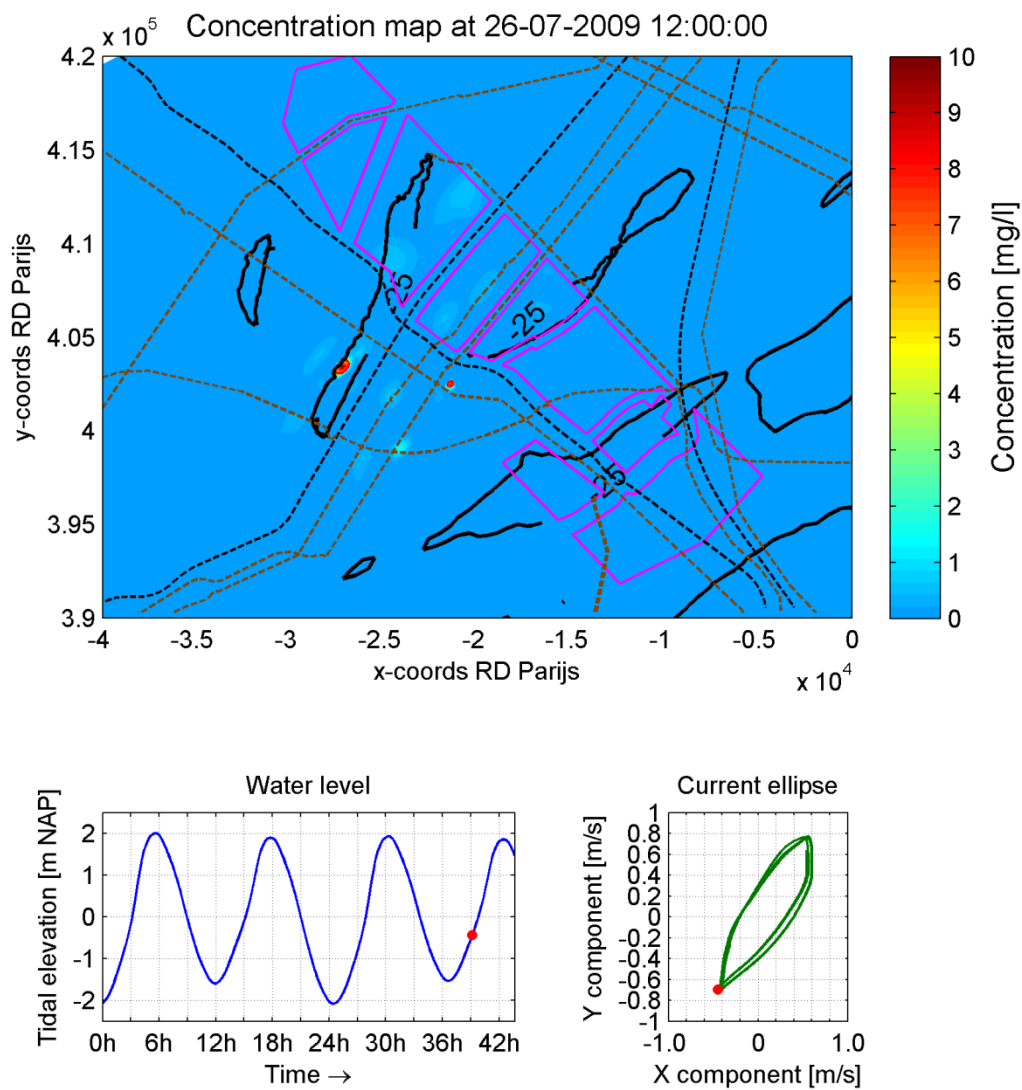 x 10⁵
Concentration map at 26-07-2009 12:00:00
4.2
4.15
4.1
4.05
4
3.95
3.9
y-coords RD Parijs
-25
-25
-25
-4 -3.5 -3 -2.5 -2 -1.5 -1 -0.5 0
x-coords RD Parijs
x 10⁴
10
9
8
7
6
5
4
3
2
1
0
Concentration [mg/l]
Water level
Tidal elevation [m NAP]
2
1
0
-1
-2
0h 6h 12h 18h 24h 30h 36h 42h
Time →
Current ellipse
Y component [m/s]
1
0.8
0.6
0.4
0.2
0
-0.2
-0.4
-0.6
-0.8
-1
-1.0 0 1.0
X component [m/s]